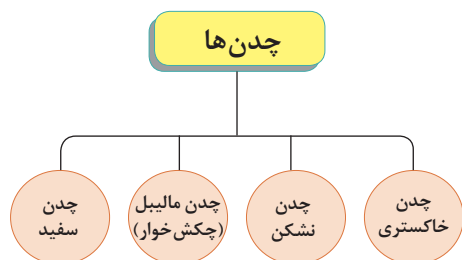 چدن‌ها
چدن
خاکستری
چدن
نشکن
چدن مالیبل
(چکش‌خوار)
چدن
سفید